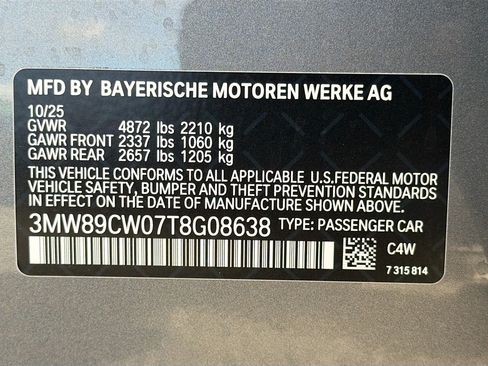 MFD BY BAYERISCHE MOTOREN WERKE AG
10/25
GVWR 4872 lbs 2210 kg
GAWR FRONT 2337 lbs 1060 kg
GAWR REAR 2657 lbs 1205 kg
THIS VEHICLE CONFORMS TO ALL APPLICABLE U.S.FEDERAL MOTOR
VEHICLE SAFETY, BUMPER, AND THEFT PREVENTION STANDARDS IN
EFFECT ON THE DATE OF MANUFACTURE SHOWN ABOVE.
3MW89CW07T8G08638 TYPE: PASSENGER CAR
C4W
7 315 814